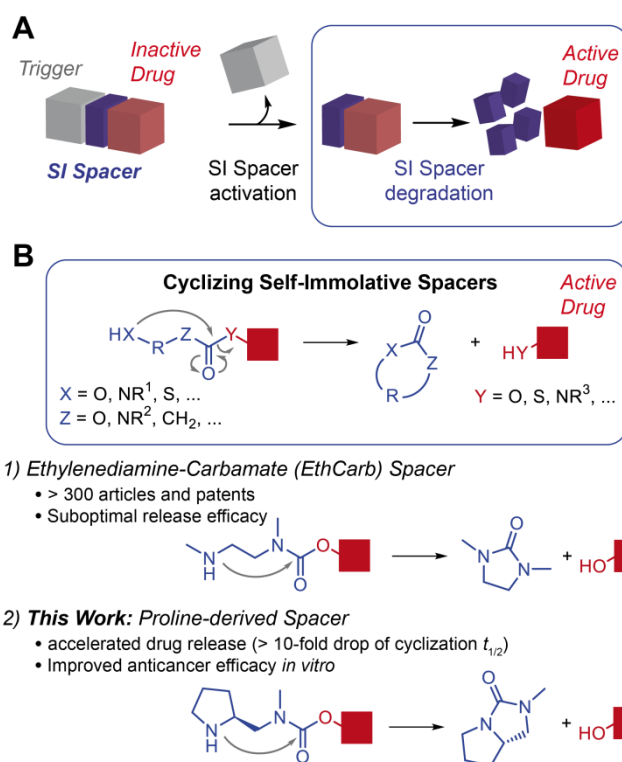 A
Trigger
Inactive
Drug
SI Spacer
SI Spacer
activation
SI Spacer
degradation
Active
Drug
B
Cyclizing Self-Immolative Spacers
Active
Drug
HX
R
Z
Y
O
X
O
Z
R
+
HY
X = O, NR¹, S, ...
Z = O, NR², CH₂, ...
Y = O, S, NR³, ...
1) Ethylenediamine-Carbamate (EthCarb) Spacer
• > 300 articles and patents
• Suboptimal release efficacy
N
H
N
O
O
O
N
N
+ HO
2) This Work: Proline-derived Spacer
• accelerated drug release (> 10-fold drop of cyclization t1/2)
• Improved anticancer efficacy in vitro
N
H
N
O
O
O
N
N
+ HO